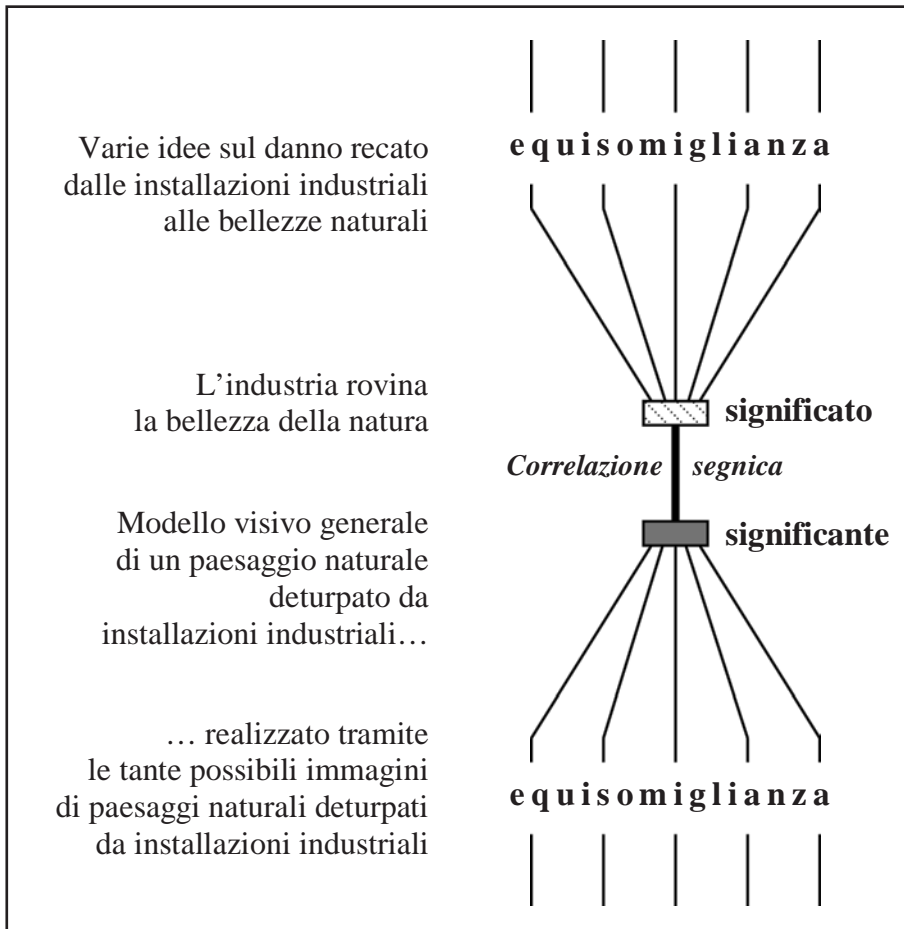 Varie idee sul danno recato
dalle installazioni industriali
alle bellezze naturali
equisomiglianza
L’industria rovina
la bellezza della natura
significato
Correlazione segnica
Modello visivo generale
di un paesaggio naturale
deturpato da
installazioni industriali…
significante
… realizzato tramite
le tante possibili immagini
di paesaggi naturali deturpati
da installazioni industriali
equisomiglianza